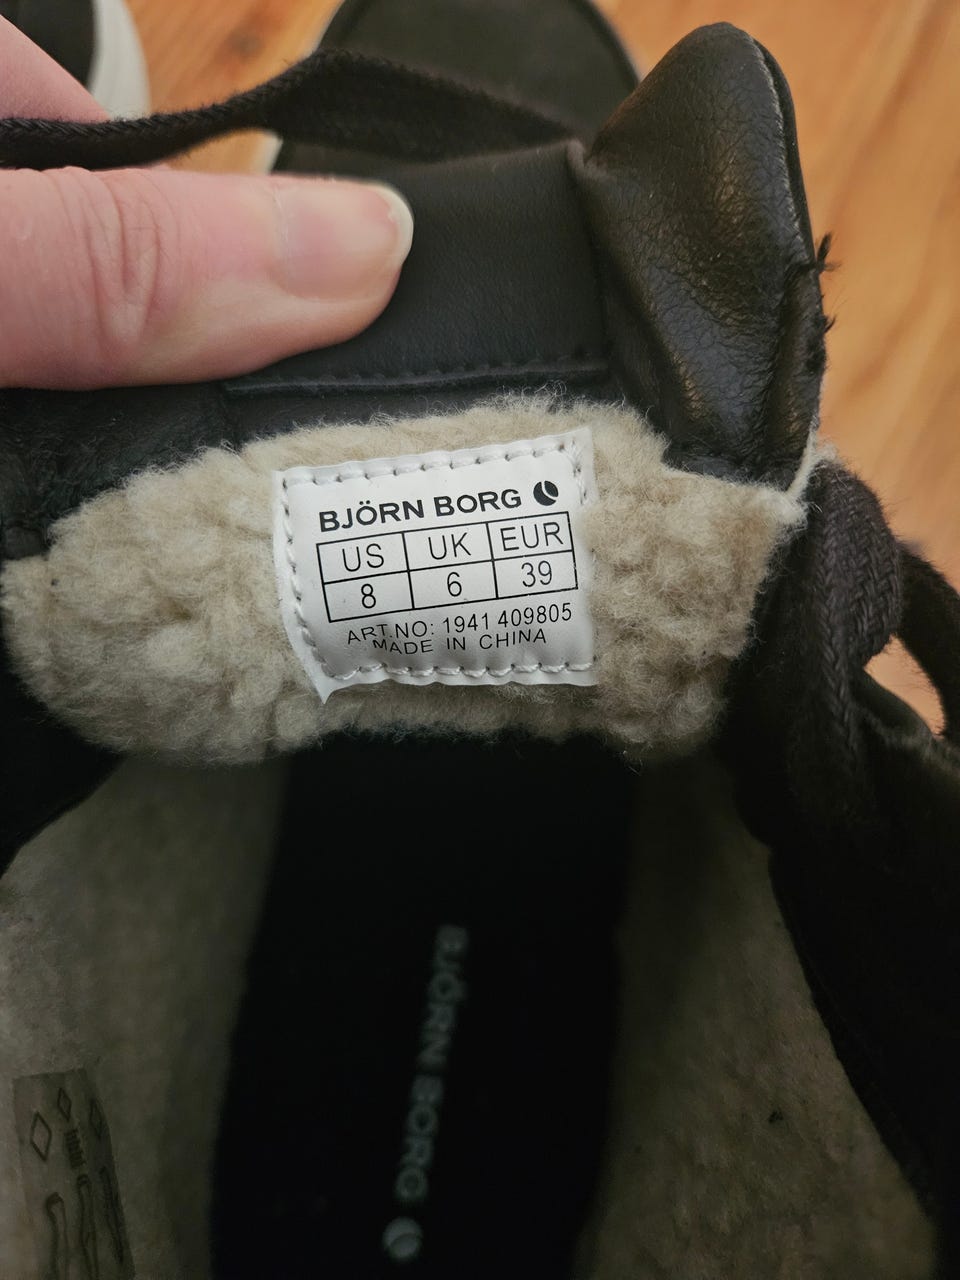 BJÖRN BORG
US UK EUR
8 6 39
ART.NO: 1941 409805
MADE IN CHINA
BJÖRN BORG